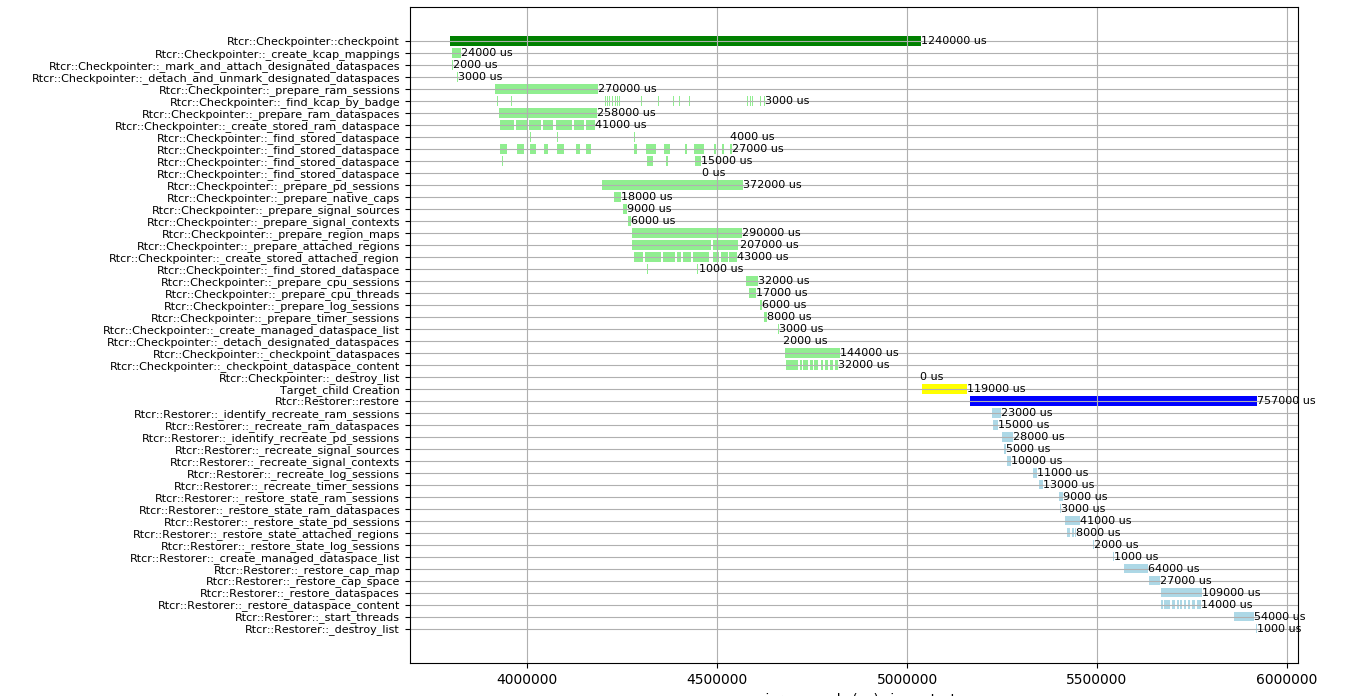 Rtcr::Checkpointer::checkpoint 1240000 us
Rtcr::Checkpointer::_create_kcap_mappings 24000 us
Rtcr::Checkpointer::_mark_and_attach_designated_dataspaces 2000 us
Rtcr::Checkpointer::_detach_and_unmark_designated_dataspaces 3000 us
Rtcr::Checkpointer::_prepare_ram_sessions 270000 us
Rtcr::Checkpointer::_find_kcap_by_badge 3000 us
Rtcr::Checkpointer::_prepare_ram_dataspaces 258000 us
Rtcr::Checkpointer::_create_stored_ram_dataspace 41000 us
Rtcr::Checkpointer::_find_stored_dataspace 4000 us
Rtcr::Checkpointer::_find_stored_dataspace 27000 us
Rtcr::Checkpointer::_find_stored_dataspace 15000 us
Rtcr::Checkpointer::_find_stored_dataspace 0 us
Rtcr::Checkpointer::_prepare_pd_sessions 372000 us
Rtcr::Checkpointer::_prepare_native_caps 18000 us
Rtcr::Checkpointer::_prepare_signal_sources 9000 us
Rtcr::Checkpointer::_prepare_signal_contexts 6000 us
Rtcr::Checkpointer::_prepare_region_maps 290000 us
Rtcr::Checkpointer::_prepare_attached_regions 207000 us
Rtcr::Checkpointer::_create_stored_attached_region 43000 us
Rtcr::Checkpointer::_find_stored_dataspace 1000 us
Rtcr::Checkpointer::_prepare_cpu_sessions 32000 us
Rtcr::Checkpointer::_prepare_cpu_threads 17000 us
Rtcr::Checkpointer::_prepare_log_sessions 6000 us
Rtcr::Checkpointer::_prepare_timer_sessions 8000 us
Rtcr::Checkpointer::_create_managed_dataspace_list 3000 us
Rtcr::Checkpointer::_detach_designated_dataspaces 2000 us
Rtcr::Checkpointer::_checkpoint_dataspaces 144000 us
Rtcr::Checkpointer::_checkpoint_dataspace_content 32000 us
Rtcr::Checkpointer::_destroy_list 0 us
Target_child Creation 119000 us
Rtcr::Restorer::restore 757000 us
Rtcr::Restorer::_identify_recreate_ram_sessions 23000 us
Rtcr::Restorer::_recreate_ram_dataspaces 15000 us
Rtcr::Restorer::_identify_recreate_pd_sessions 28000 us
Rtcr::Restorer::_recreate_signal_sources 5000 us
Rtcr::Restorer::_recreate_signal_contexts 10000 us
Rtcr::Restorer::_recreate_log_sessions 11000 us
Rtcr::Restorer::_recreate_timer_sessions 13000 us
Rtcr::Restorer::_restore_state_ram_sessions 9000 us
Rtcr::Restorer::_restore_state_ram_dataspaces 3000 us
Rtcr::Restorer::_restore_state_pd_sessions 41000 us
Rtcr::Restorer::_restore_state_attached_regions 8000 us
Rtcr::Restorer::_restore_state_log_sessions 2000 us
Rtcr::Restorer::_create_managed_dataspace_list 1000 us
Rtcr::Restorer::_restore_cap_map 64000 us
Rtcr::Restorer::_restore_cap_space 27000 us
Rtcr::Restorer::_restore_dataspaces 109000 us
Rtcr::Restorer::_restore_dataspace_content 14000 us
Rtcr::Restorer::_start_threads 54000 us
Rtcr::Restorer::_destroy_list 1000 us
4000000 4500000 5000000 5500000 6000000